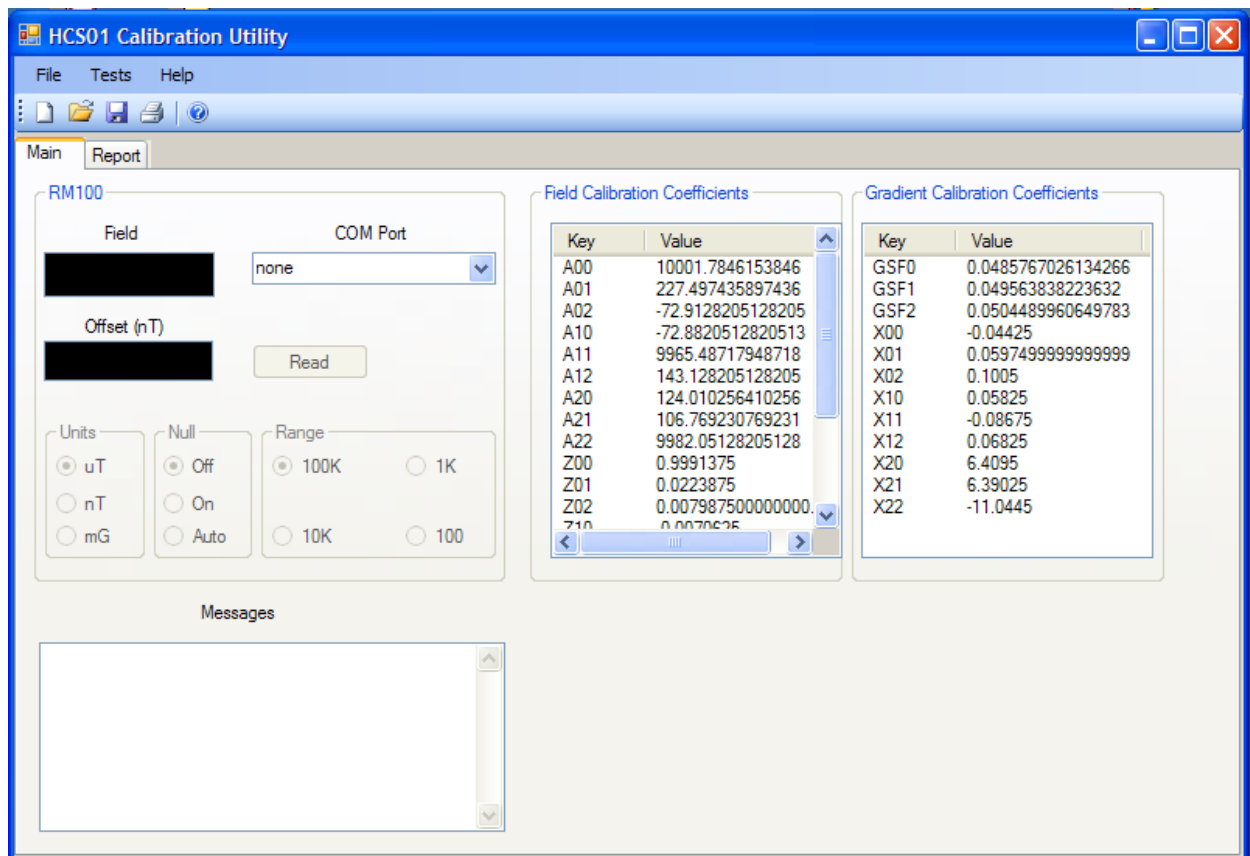 HCS01 Calibration Utility
File Tests Help
Main Report
RM100
Field COM Port
none
Offset (nT)
Read
Units Null Range
uT Off 100K 1K
nT On
mG Auto 10K 100
Field Calibration Coefficients
Key Value
A00 10001.7846153846
A01 227.497435897436
A02 -72.9128205128205
A10 -72.8820512820513
A11 9965.48717948718
A12 143.128205128205
A20 124.010256410256
A21 106.769230769231
A22 9982.05128205128
Z00 0.9991375
Z01 0.0223875
Z02 0.007987500000000.
Z10 -0.0070625
Gradient Calibration Coefficients
Key Value
GSF0 0.0485767026134266
GSF1 0.049563838223632
GSF2 0.0504489960649783
X00 -0.04425
X01 0.0597499999999999
X02 0.1005
X10 0.05825
X11 -0.08675
X12 0.06825
X20 6.4095
X21 6.39025
X22 -11.0445
Messages